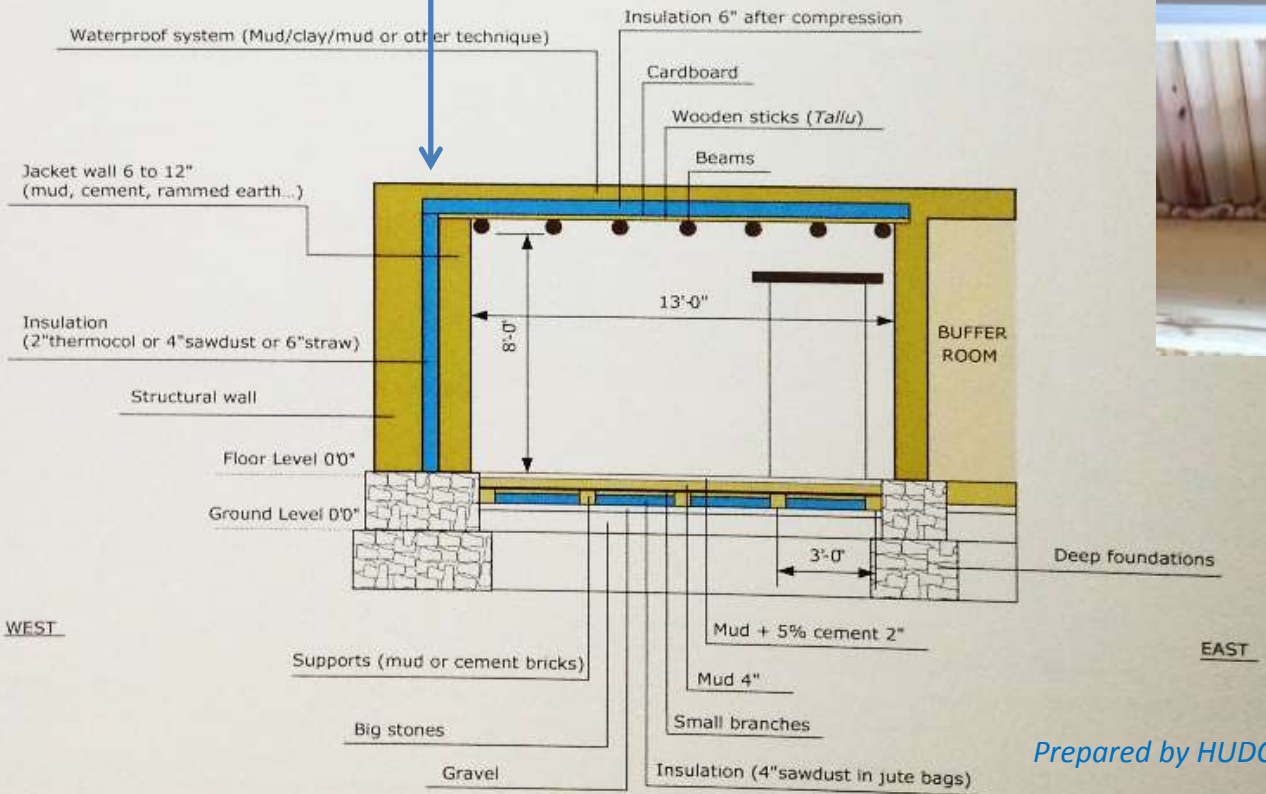 Insulation 6" after compression
Waterproof system (Mud/clay/mud or other technique)
Cardboard
Wooden sticks (Tallu)
Beams
Jacket wall 6 to 12"
(mud, cement, rammed earth...)
13'-0"
8'-0"
Insulation
(2"thermocol or 4"sawdust or 6"straw)
BUFFER
ROOM
Structural wall
Floor Level 0'0"
Ground Level 0'0"
3'-0"
Deep foundations
WEST
Mud + 5% cement 2"
EAST
Supports (mud or cement bricks)
Mud 4"
Small branches
Big stones
Prepared by
Gravel
Insulation (4"sawdust in jute bags)